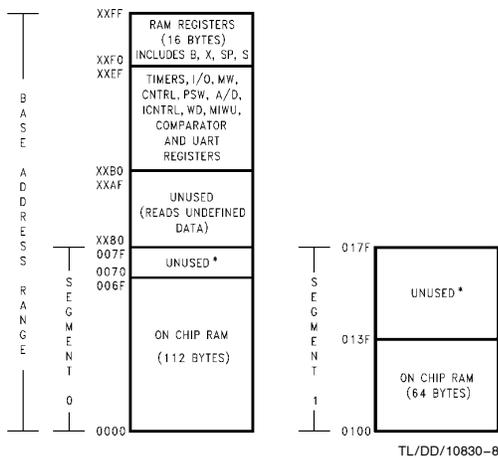 XXFF
RAM REGISTERS
(16 BYTES)
INCLUDES B, X, SP, S
XXF0
XXEF
TIMERS, I/O, MW,
CNTRL, PSW, A/D,
ICNTRL, WD, MIWU,
COMPARATOR
AND UART
REGISTERS
XXB0
XXAF
UNUSED
(READS UNDEFINED
DATA)
XX80
007F
UNUSED*
0070
006F
ON CHIP RAM
(112 BYTES)
0000
BASE ADDRESS RANGE
SEGMENT 0
SEGMENT 1
017F
UNUSED*
013F
ON CHIP RAM
(64 BYTES)
0100
TL/DD/10830-8